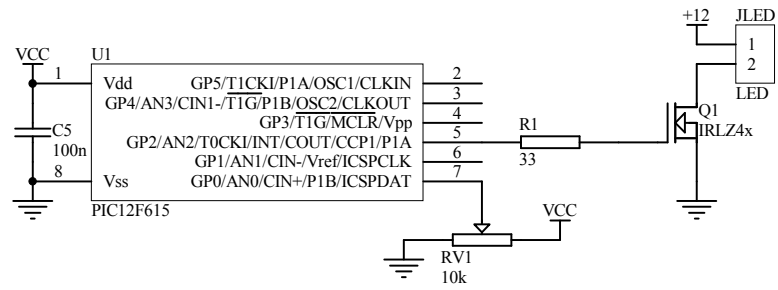 +12
JLED
1
2
LED
VCC
U1
1
Vdd
GP5/T1CKI/P1A/OSC1/CLKIN
2
GP4/AN3/CIN1-/T1G/P1B/OSC2/CLKOUT
3
GP3/T1G/MCLR/Vpp
4
GP2/AN2/T0CKI/INT/COUT/CCP1/P1A
5
GP1/AN1/CIN-/Vref/ICSPCLK
6
GP0/AN0/CIN+/P1B/ICSPDAT
7
C5
100n
8
Vss
PIC12F615
R1
33
Q1
IRLZ4x
VCC
RV1
10k